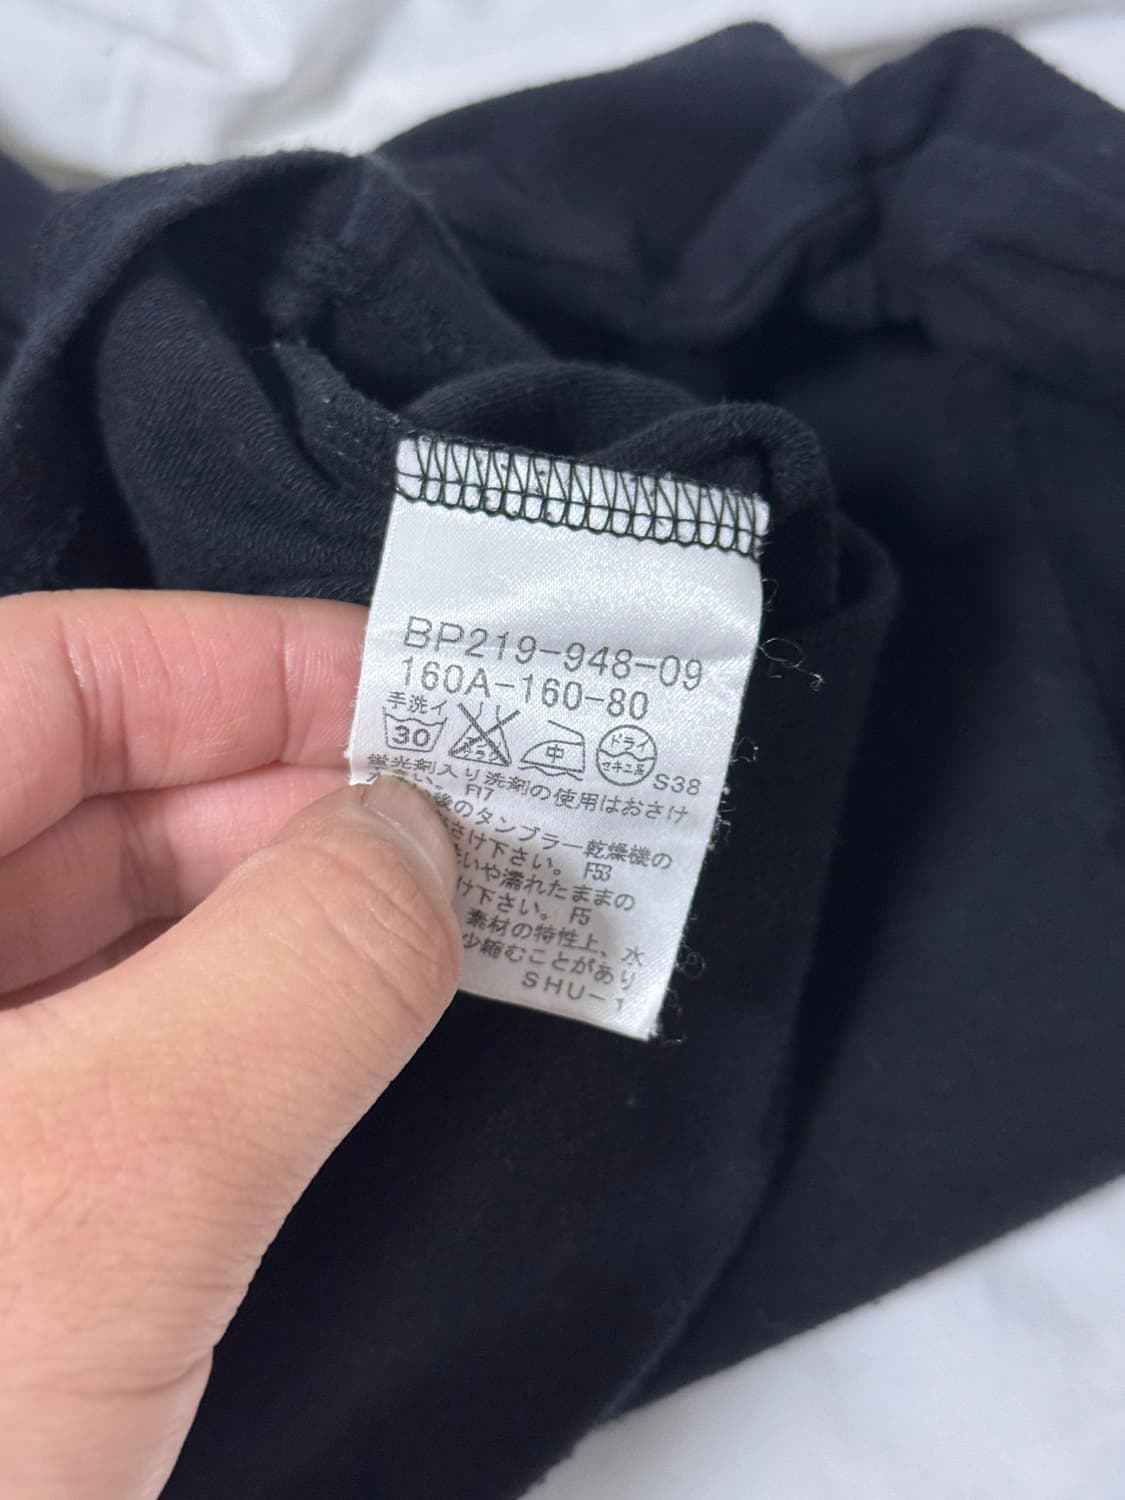 BP219-948-09
160A-160-80
手洗イ
30 中 ドライ セキユ系 S38
蛍光剤入り洗剤の使用はおさけ
F17
後のタンブラー乾燥機の
さけ下さい。 F53
いや濡れたままの
け下さい。 F5
素材の特性上、水
少縮むことがあり
SHU-1